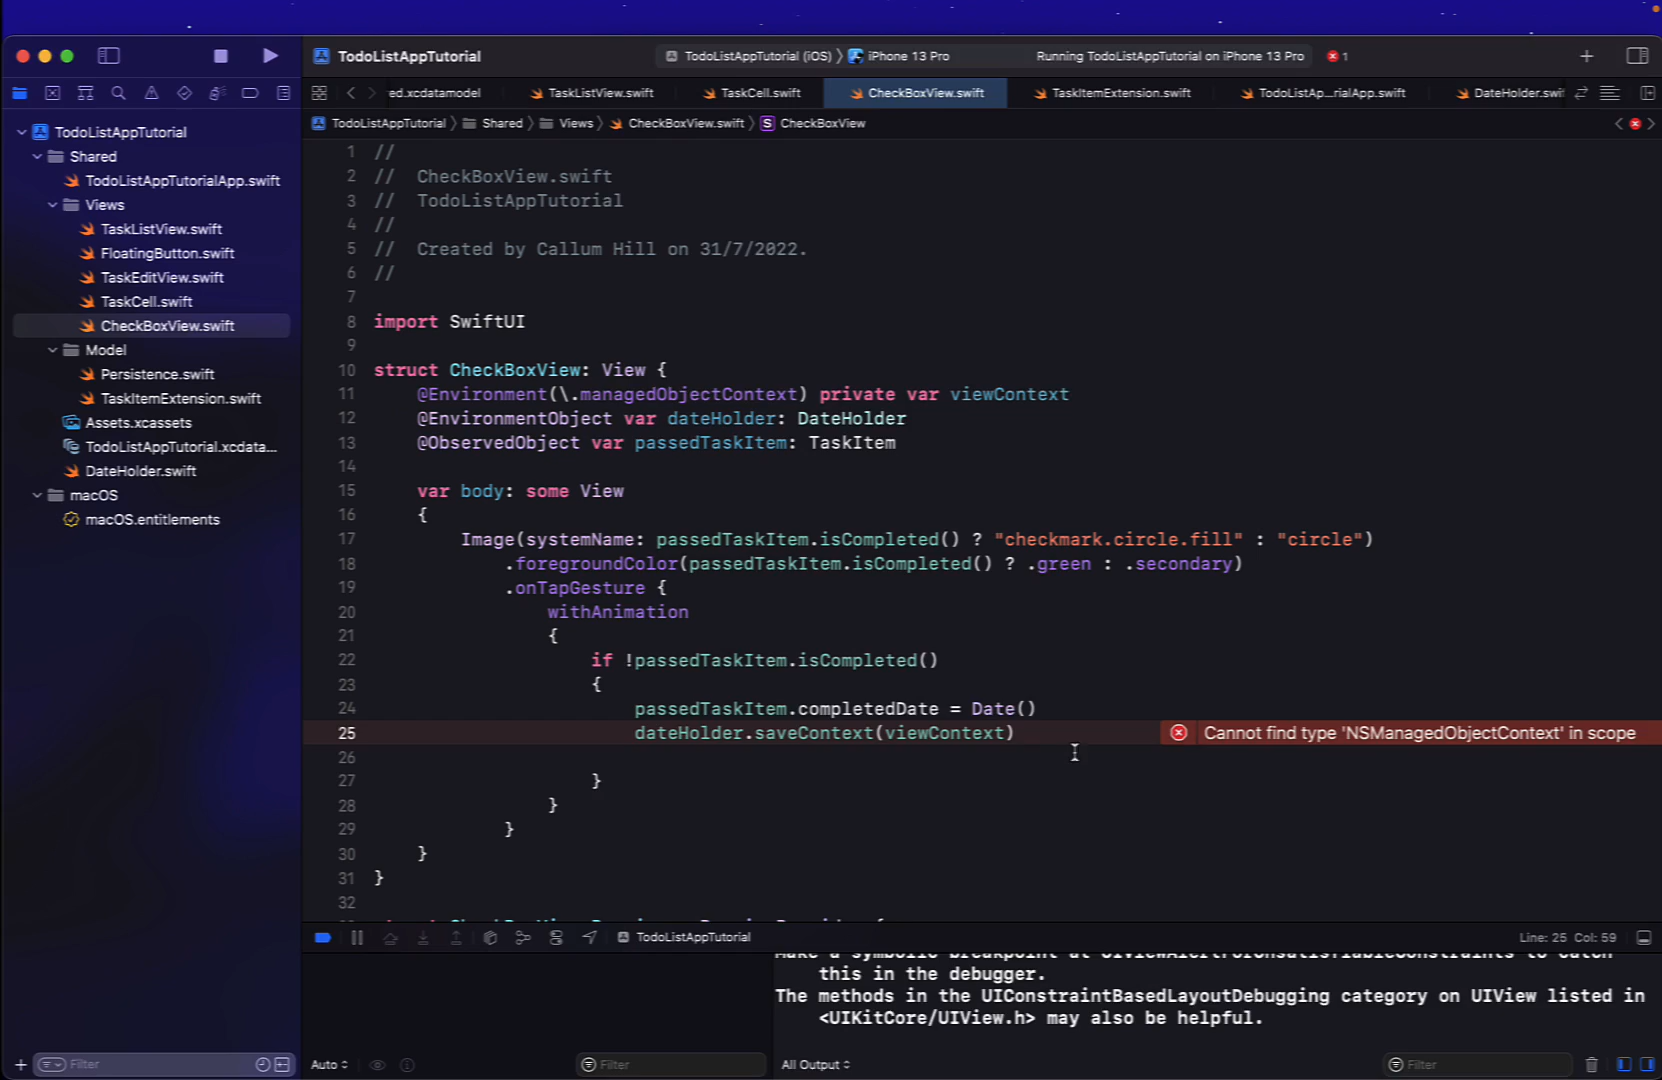 TodoListAppTutorial
TodoListAppTutorial (iOS) 〉 iPhone 13 Pro
Running TodoListAppTutorial on iPhone 13 Pro
1
ed.xcdatamodel
TaskListView.swift
TaskCell.swift
CheckBoxView.swift
TaskItemExtension.swift
TodoListAp...rialApp.swift
DateHolder.swi
TodoListAppTutorial 〉 Shared 〉 Views 〉 CheckBoxView.swift 〉 S CheckBoxView
TodoListAppTutorial
Shared
TodoListAppTutorialApp.swift
Views
TaskListView.swift
FloatingButton.swift
TaskEditView.swift
TaskCell.swift
CheckBoxView.swift
Model
Persistence.swift
TaskItemExtension.swift
Assets.xcassets
TodoListAppTutorial.xcdata...
DateHolder.swift
macOS
macOS.entitlements
Filter
1 //
2 //  CheckBoxView.swift
3 //  TodoListAppTutorial
4 //
5 //  Created by Callum Hill on 31/7/2022.
6 //
7
8 import SwiftUI
9
10 struct CheckBoxView: View {
11     @Environment(\.managedObjectContext) private var viewContext
12     @EnvironmentObject var dateHolder: DateHolder
13     @ObservedObject var passedTaskItem: TaskItem
14
15     var body: some View
16     {
17         Image(systemName: passedTaskItem.isCompleted() ? "checkmark.circle.fill" : "circle")
18             .foregroundColor(passedTaskItem.isCompleted() ? .green : .secondary)
19             .onTapGesture {
20                 withAnimation
21                 {
22                     if !passedTaskItem.isCompleted()
23                     {
24                         passedTaskItem.completedDate = Date()
25                         dateHolder.saveContext(viewContext) Cannot find type 'NSManagedObjectContext' in scope
26
27                     }
28                 }
29             }
30     }
31 }
32
TodoListAppTutorial
Line: 25 Col: 59
this in the debugger.
The methods in the UIConstraintBasedLayoutDebugging category on UIView listed in
<UIKitCore/UIView.h> may also be helpful.
Auto
Filter
All Output
Filter